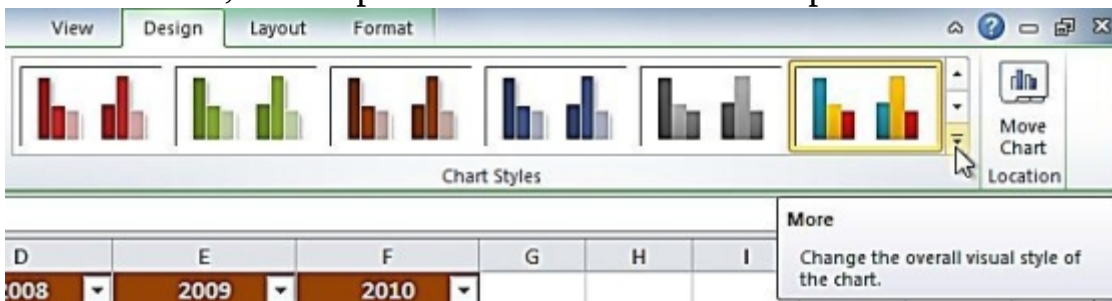 View Design Layout Format
Move
Chart
Chart Styles
Location
More
Change the overall visual style of
the chart.
D E F G H I
2008 2009 2010